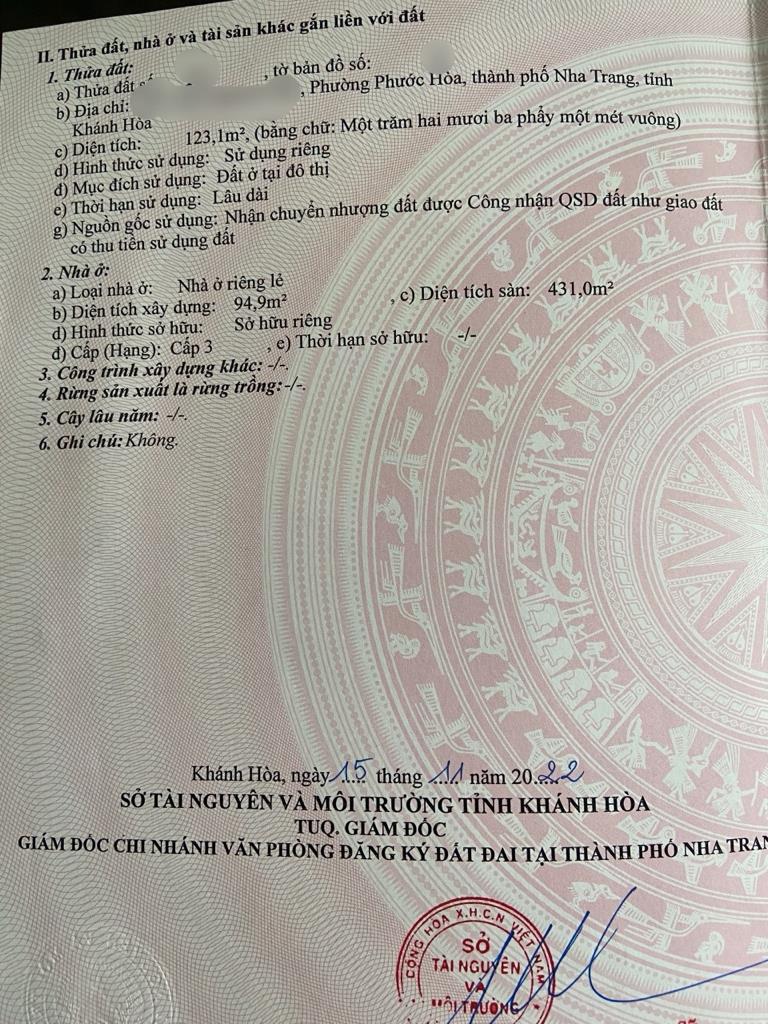 II. Thửa đất, nhà ở và tài sản khác gắn liền với đất
1. Thửa đất:
a) Thửa đất , tờ bản đồ số:
b) Địa chỉ: , Phường Phước Hòa, thành phố Nha Trang, tỉnh
Khánh Hòa
c) Diện tích: 123,1m², (bằng chữ: Một trăm hai mươi ba phẩy một mét vuông)
d) Hình thức sử dụng: Sử dụng riêng
đ) Mục đích sử dụng: Đất ở tại đô thị
e) Thời hạn sử dụng: Lâu dài
g) Nguồn gốc sử dụng: Nhận chuyển nhượng đất được Công nhận QSD đất như giao đất
có thu tiền sử dụng đất
2. Nhà ở:
a) Loại nhà ở: Nhà ở riêng lẻ
b) Diện tích xây dựng: 94,9m² , c) Diện tích sàn: 431,0m²
d) Hình thức sở hữu: Sở hữu riêng
đ) Cấp (Hạng): Cấp 3 , e) Thời hạn sở hữu: -/-
3. Công trình xây dựng khác: -/-.
4. Rừng sản xuất là rừng trồng:-/-.
5. Cây lâu năm: -/-.
6. Ghi chú: Không.
Khánh Hòa, ngày 15 tháng 11 năm 2022
SỞ TÀI NGUYÊN VÀ MÔI TRƯỜNG TỈNH KHÁNH HÒA
TUQ. GIÁM ĐỐC
GIÁM ĐỐC CHI NHÁNH VĂN PHÒNG ĐĂNG KÝ ĐẤT ĐAI TẠI THÀNH PHỐ NHA TRAN
CỘNG HÒA X.H.C.N VIỆT NAM
SỞ
TÀI NGUYÊN
VÀ
MÔI TRƯỜNG